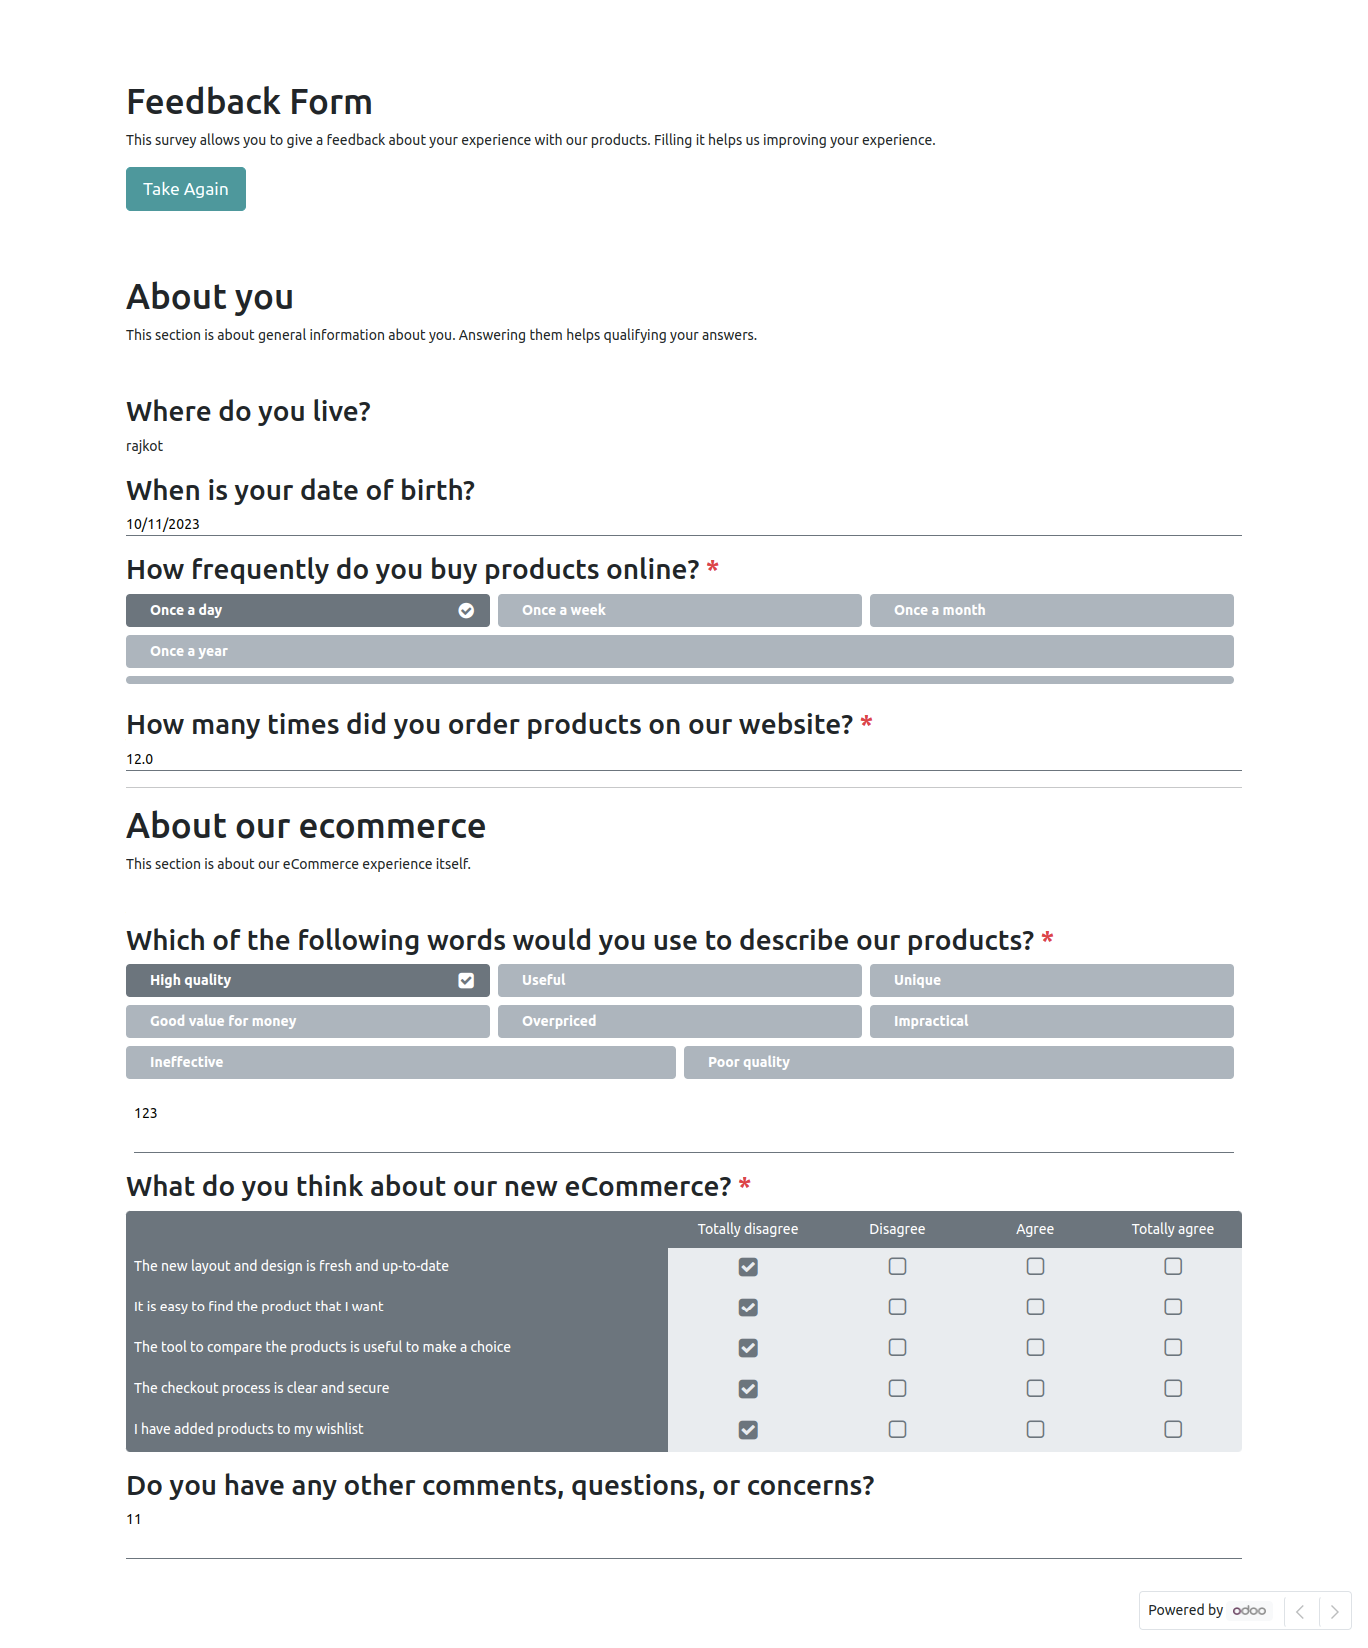 Feedback Form
This survey allows you to give a feedback about your experience with our products. Filling it helps us improving your experience.
Take Again
About you
This section is about general information about you. Answering them helps qualifying your answers.
Where do you live?
rajkot
When is your date of birth?
10/11/2023
How frequently do you buy products online? *
Once a day Once a week Once a month
Once a year
How many times did you order products on our website? *
12.0
About our ecommerce
This section is about our eCommerce experience itself.
Which of the following words would you use to describe our products? *
High quality Useful Unique
Good value for money Overpriced Impractical
Ineffective Poor quality
123
What do you think about our new eCommerce? *
Totally disagree Disagree Agree Totally agree
The new layout and design is fresh and up-to-date
It is easy to find the product that I want
The tool to compare the products is useful to make a choice
The checkout process is clear and secure
I have added products to my wishlist
Do you have any other comments, questions, or concerns?
11
Powered by odoo